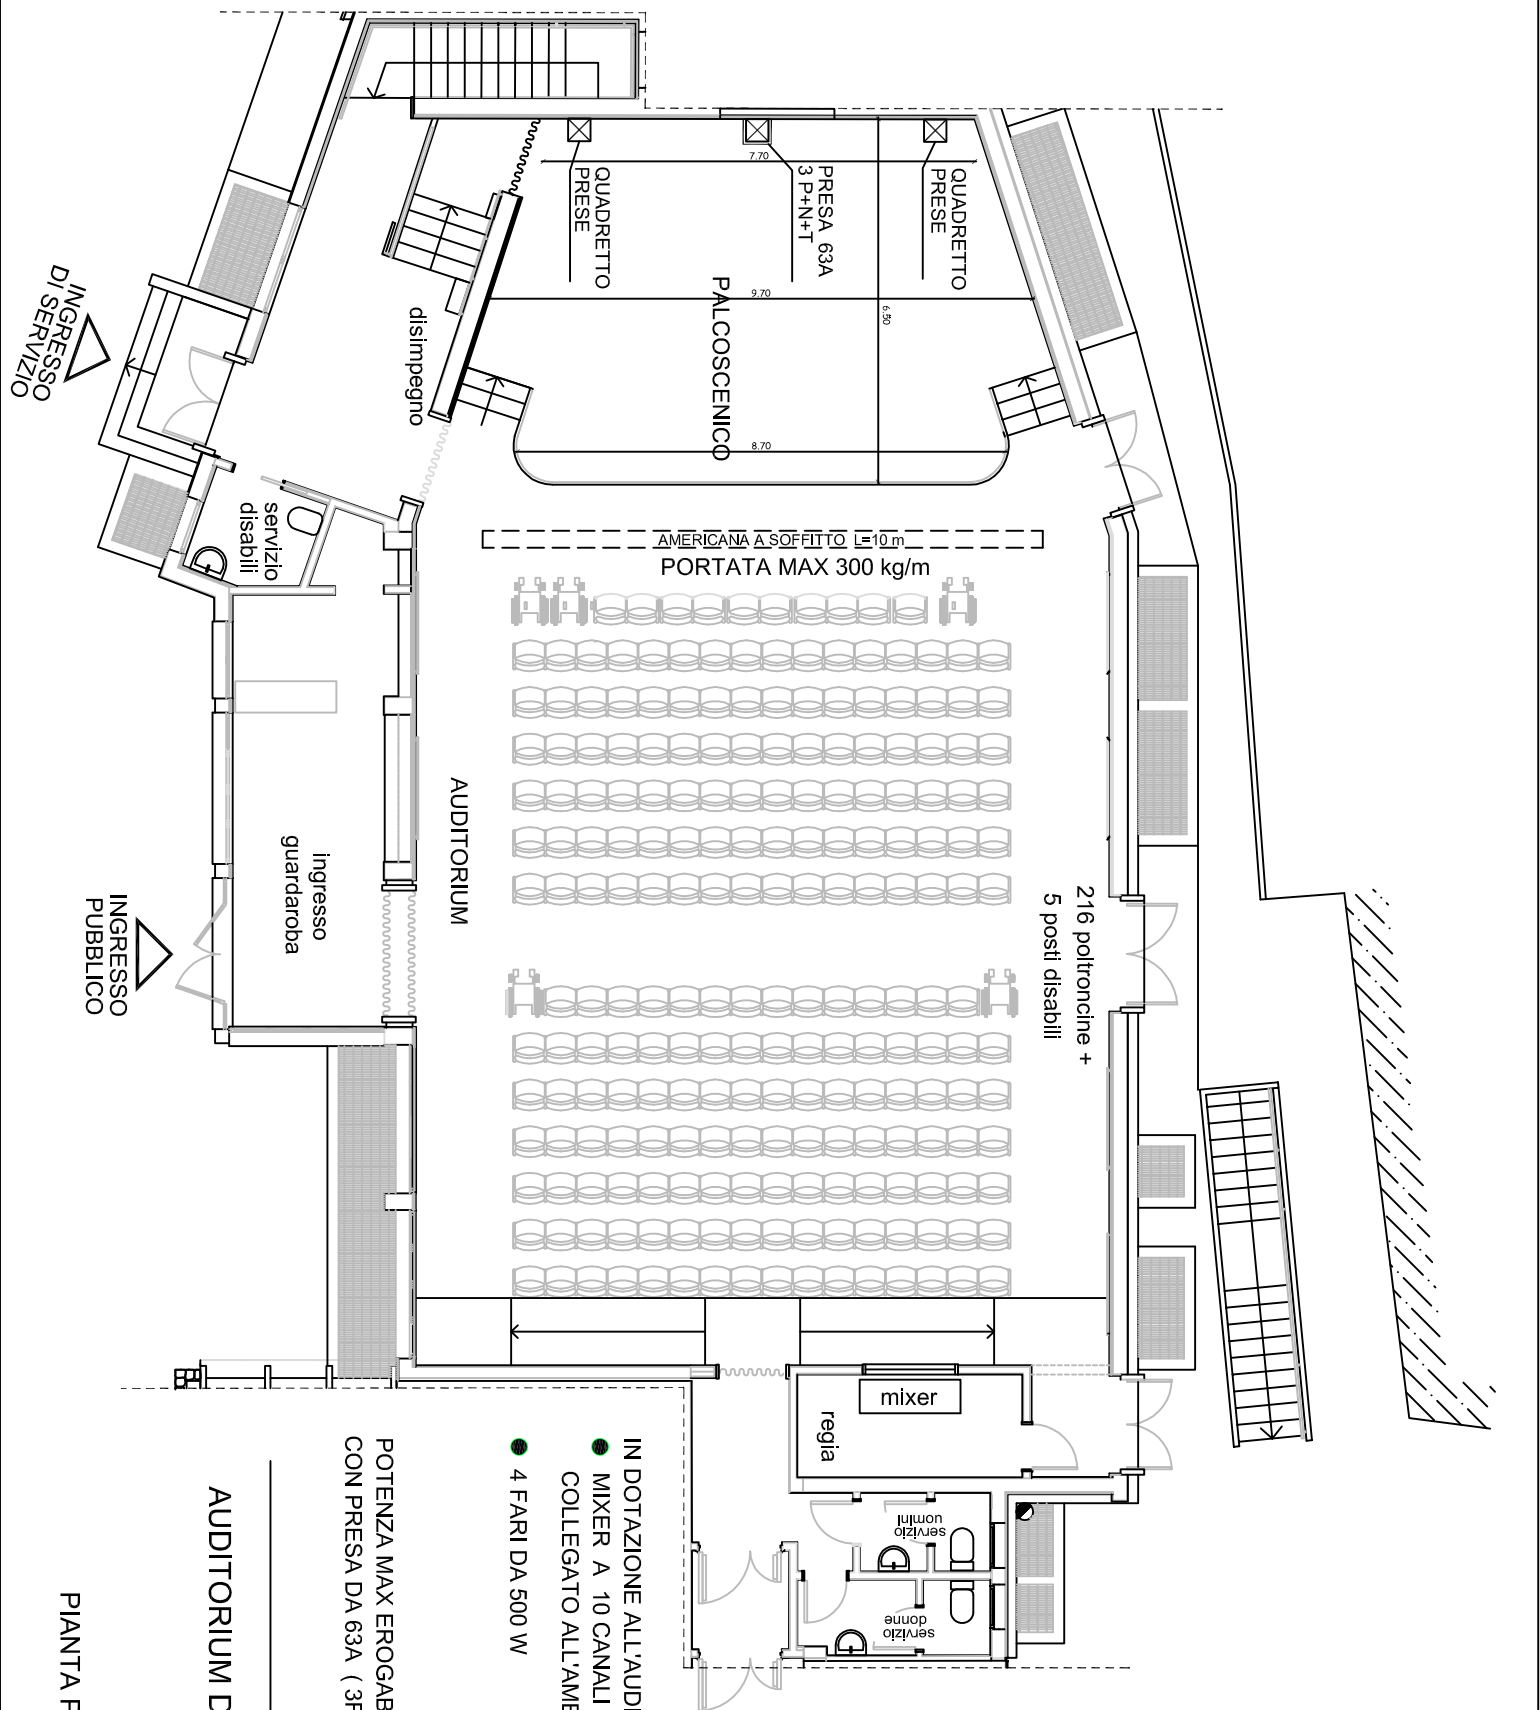 QUADRETTO
PRESE
PRESA 63A
3 P+N+T
QUADRETTO
PRESE
7.70
9.70
6.50
8.70
PALCOSCENICO
disimpegno
INGRESSO
DI SERVIZIO
servizio
disabili
AMERICANA A SOFFITTO L=10 m
PORTATA MAX 300 kg/m
AUDITORIUM
ingresso
guardaroba
INGRESSO
PUBBLICO
216 poltroncine +
5 posti disabili
mixer
regia
servizio
uomini
servizio
donne
IN DOTAZIONE ALL'AUDI
MIXER A 10 CANALI
COLLEGATO ALL'AME
4 FARI DA 500 W
POTENZA MAX EROGAB
CON PRESA DA 63A ( 3F
AUDITORIUM D
PIANTA F